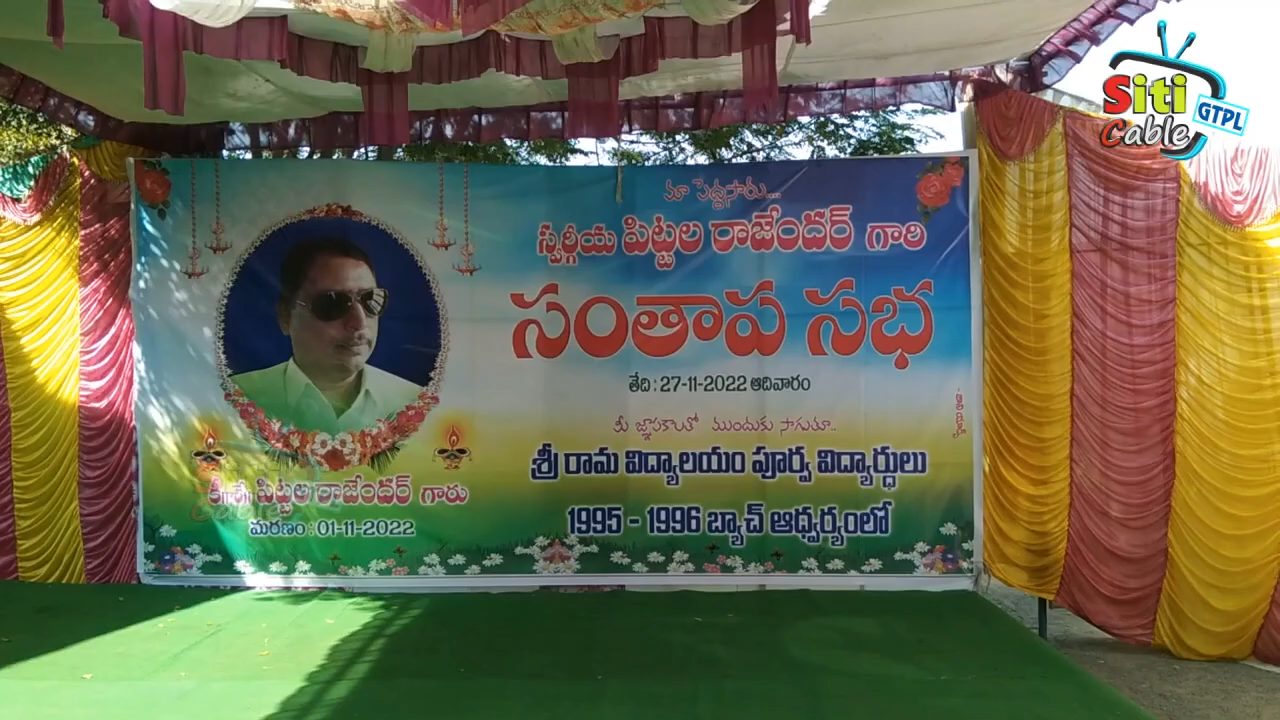 Siti
Cable
GTPL
మా పెద్దసారు...
స్వర్గీయ పిట్టల రాజేందర్ గారి
సంతాప సభ
తేది : 27-11-2022 ఆదివారం
మీ జ్ఞాపకాలతో ముందుకు సాగుతూ..
శ్రీ రామ విద్యాలయం పూర్వ విద్యార్థులు
1995 - 1996 బ్యాచ్ ఆధ్వర్యంలో
పిట్టల రాజేందర్ గారు
మరణం : 01-11-2022